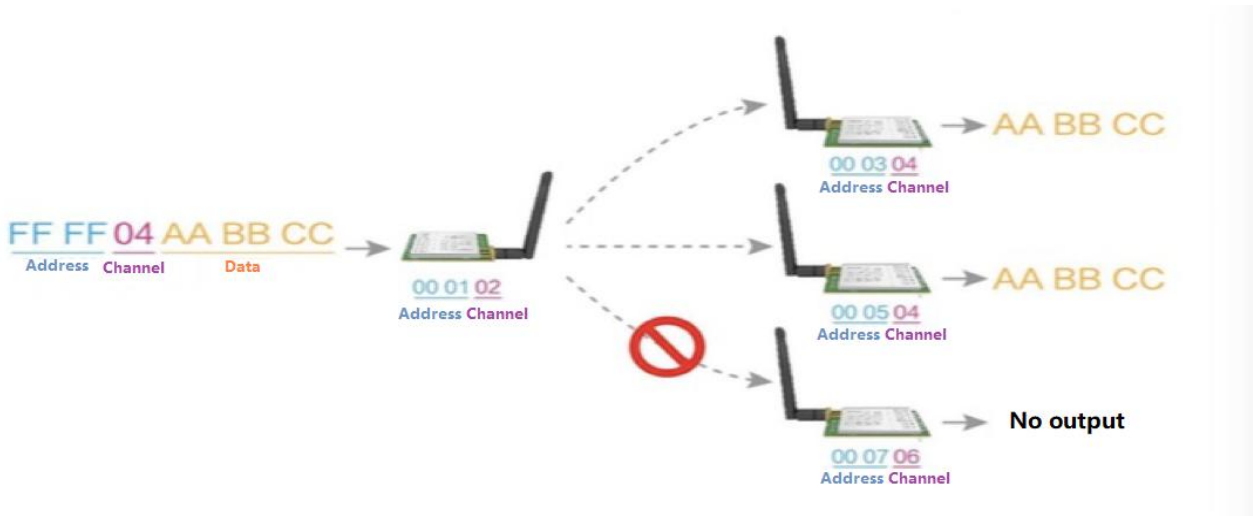 FF FF 04 AA BB CC
Address Channel Data
00 01 02
Address Channel
00 03 04
Address Channel
AA BB CC
00 05 04
Address Channel
AA BB CC
00 07 06
Address Channel
No output